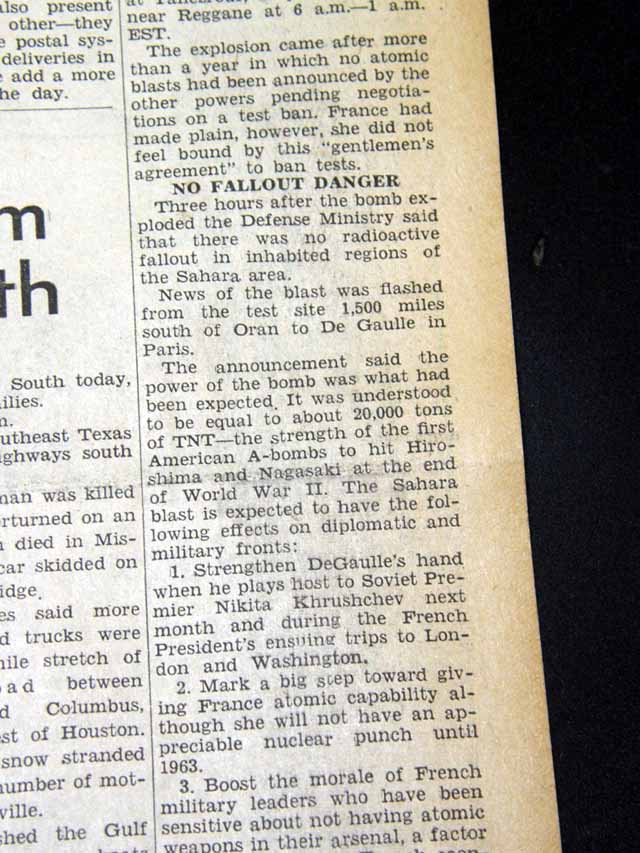 also present
other—they
e postal sys-
deliveries in
e add a more
he day.
m
th
South today,
ilies.
n.
utheast Texas
ighways south
man was killed
erturned on an
n died in Mis-
car skidded on
idge.
es said more
d trucks were
nile stretch of
oad between
d Columbus,
est of Houston.
snow stranded
number of mot-
ville.
shed the Gulf
near Reggane at 6 a.m.—1 a.m.
EST.
The explosion came after more
than a year in which no atomic
blasts had been announced by the
other powers pending negotia-
tions on a test ban. France had
made plain, however, she did not
feel bound by this "gentlemen's
agreement" to ban tests.
NO FALLOUT DANGER
Three hours after the bomb ex-
ploded the Defense Ministry said
that there was no radioactive
fallout in inhabited regions of
the Sahara area.
News of the blast was flashed
from the test site 1,500 miles
south of Oran to De Gaulle in
Paris.
The announcement said the
power of the bomb was what had
been expected. It was understood
to be equal to about 20,000 tons
of TNT—the strength of the first
American A-bombs to hit Hiro-
shima and Nagasaki at the end
of World War II. The Sahara
blast is expected to have the fol-
lowing effects on diplomatic and
military fronts:
1. Strengthen DeGaulle's hand
when he plays host to Soviet Pre-
mier Nikita Khrushchev next
month and during the French
President's ensuing trips to Lon-
don and Washington.
2. Mark a big step toward giv-
ing France atomic capability al-
though she will not have an ap-
preciable nuclear punch until
1963.
3. Boost the morale of French
military leaders who have been
sensitive about not having atomic
weapons in their arsenal, a factor